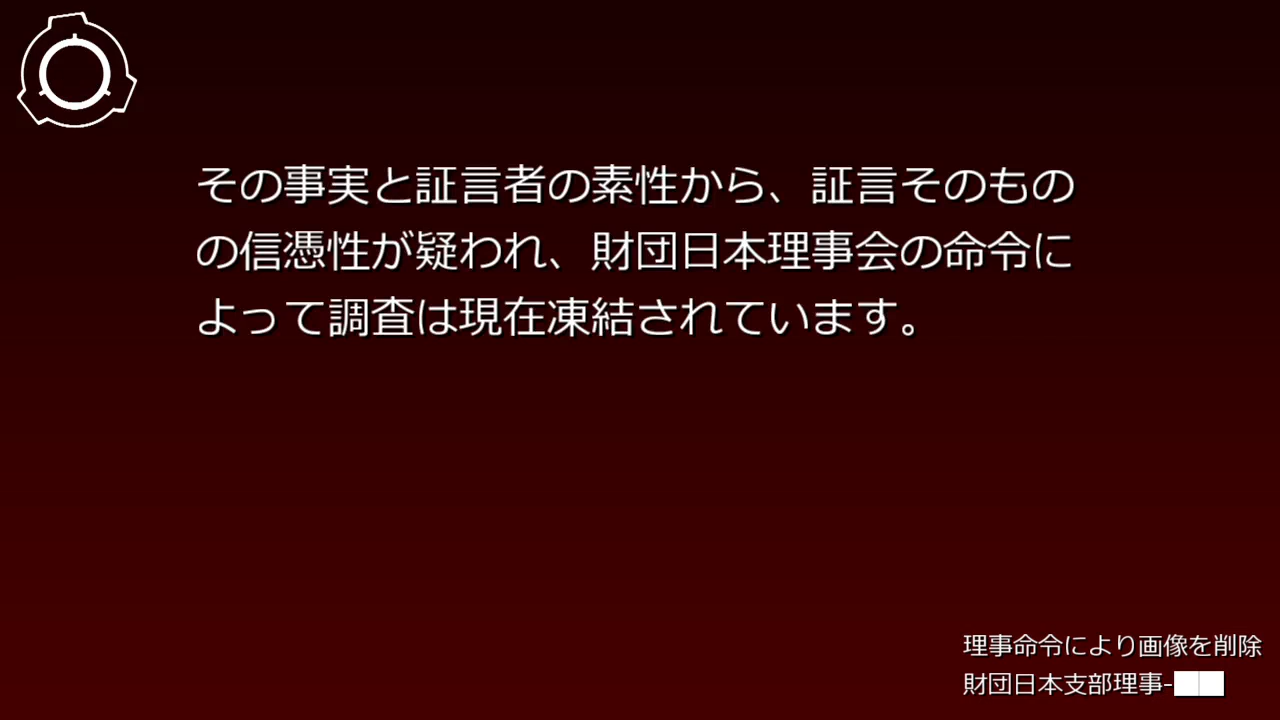 その事実と証言者の素性から、証言そのもの
の信憑性が疑われ、財団日本理事会の命令に
よって調査は現在凍結されています。
理事命令により画像を削除
財団日本支部理事-██